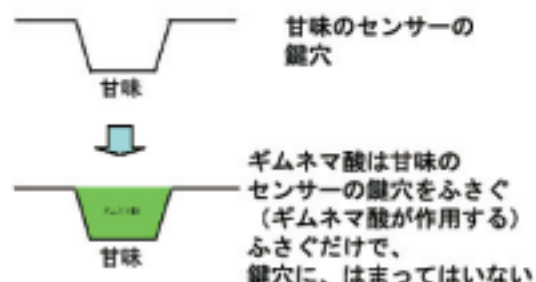 甘味のセンサーの
鍵穴
甘味
ギムネマ酸は甘味の
センサーの鍵穴をふさぐ
（ギムネマ酸が作用する）
ふさぐだけで、
鍵穴に、はまってはいない
甘味